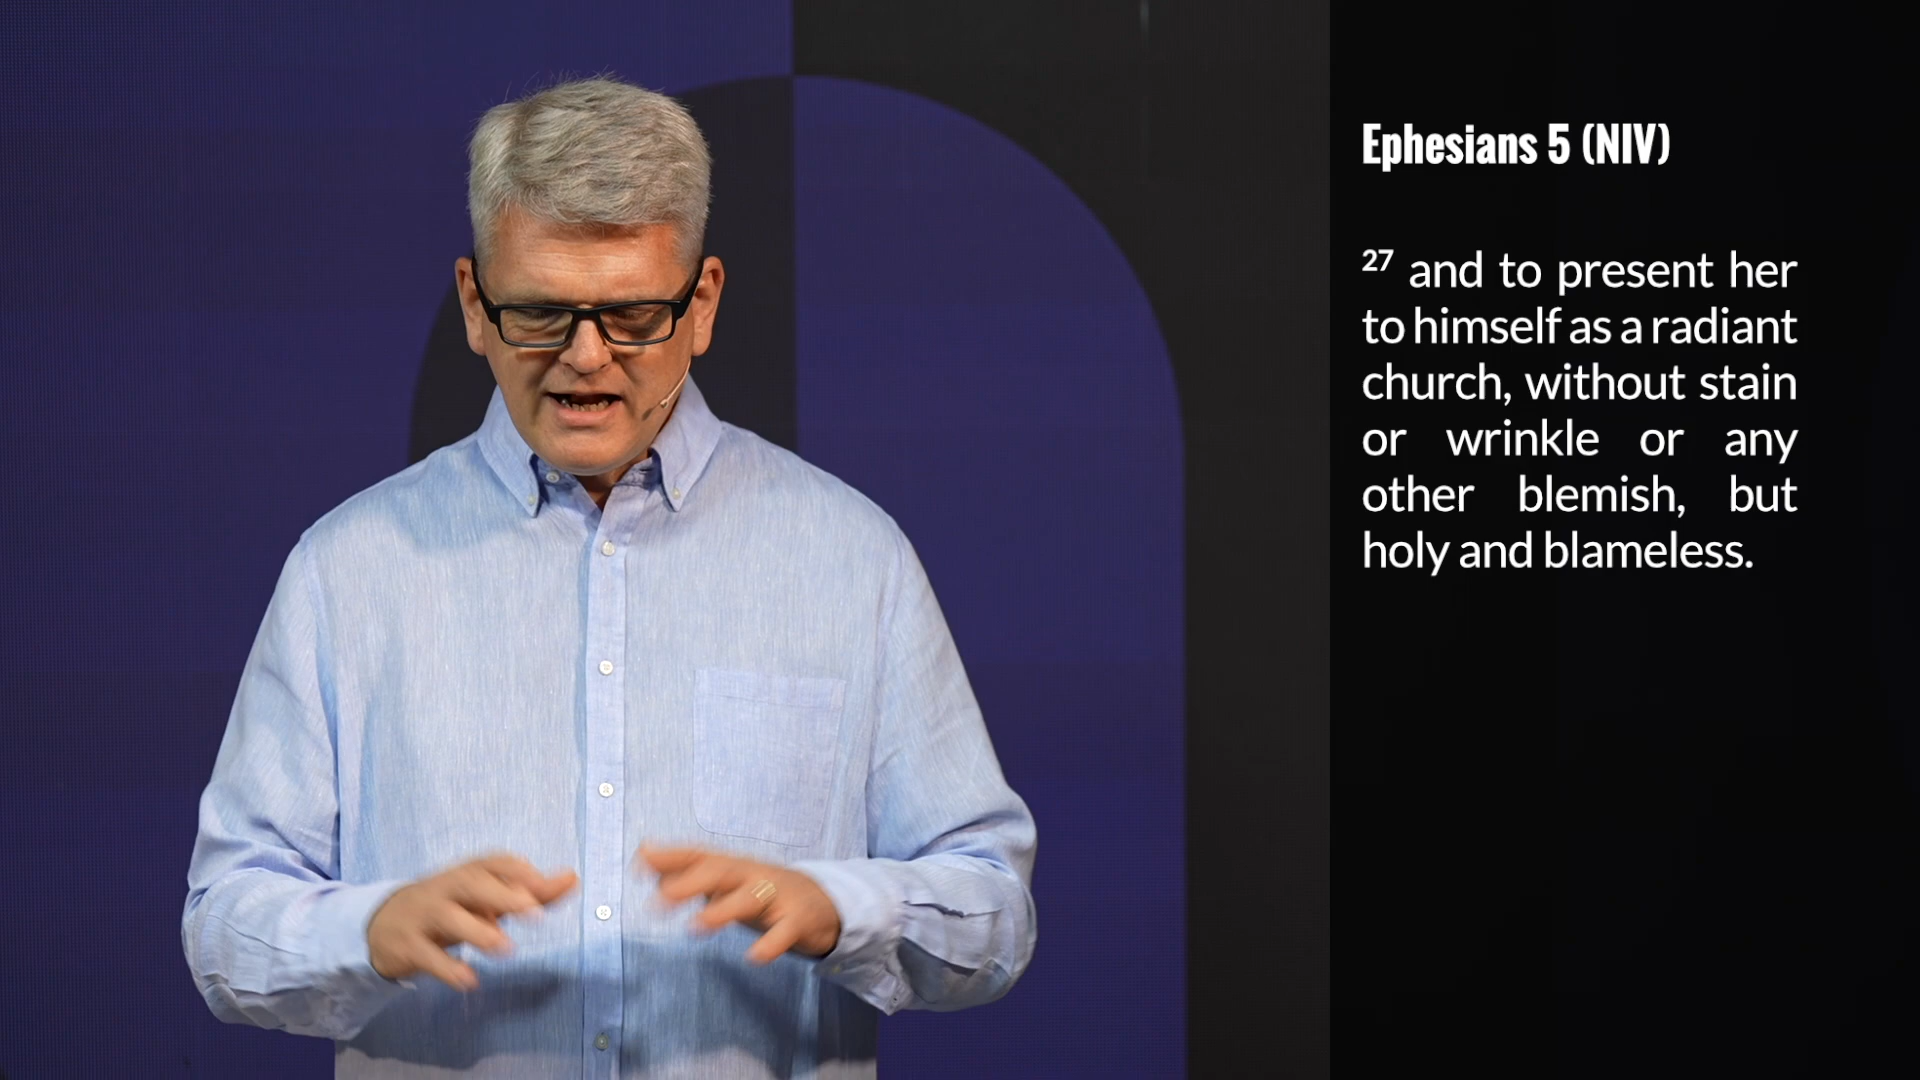 Ephesians 5 (NIV)
27 and to present her
to himself as a radiant
church, without stain
or wrinkle or any
other blemish, but
holy and blameless.